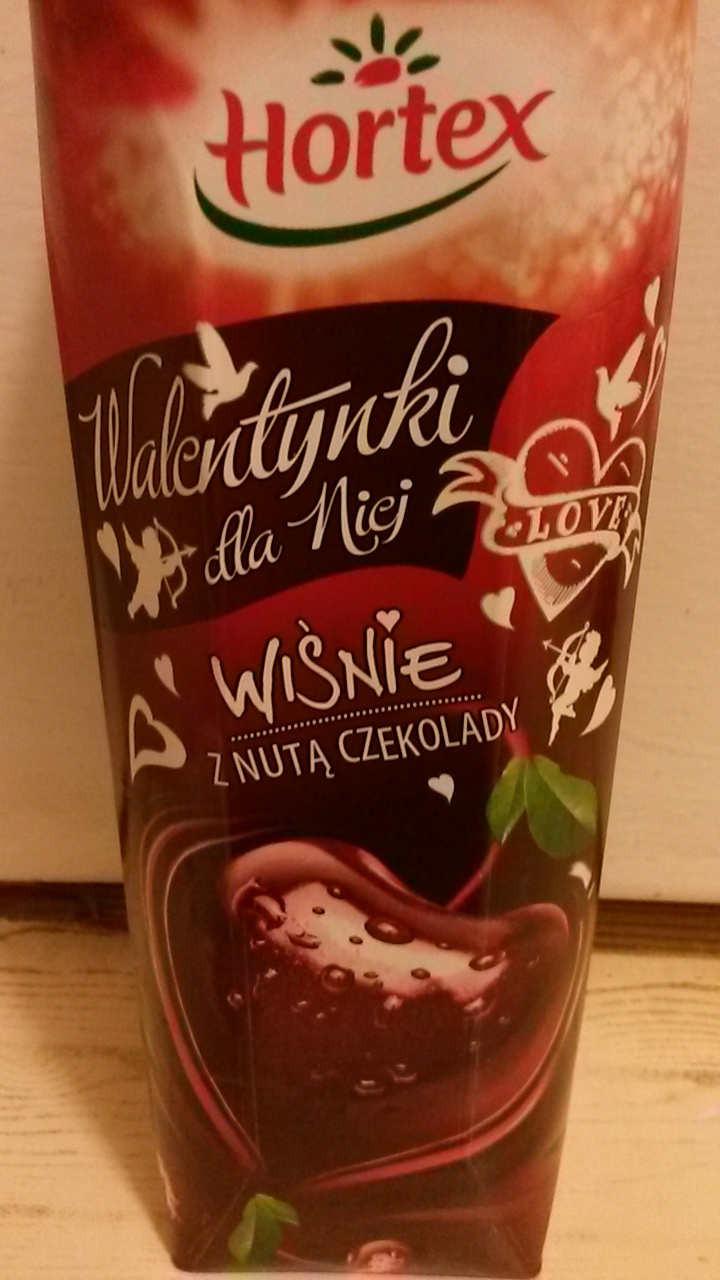 Hortex
Walentynki
dla Niej
LOVE
WIŚNIE
Z NUTĄ CZEKOLADY